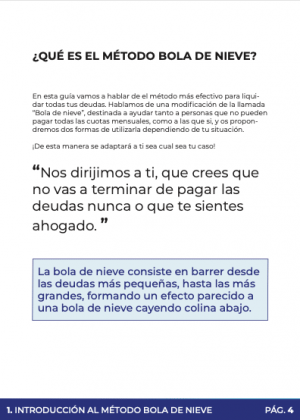 ¿QUÉ ES EL MÉTODO BOLA DE NIEVE?
En esta guía vamos a hablar de el método más efectivo para liqui-
dar todas tus deudas. Hablamos de una modificación de la llamada
"Bola de nieve", destinada a ayudar tanto a personas que no pueden
pagar todas las cuotas mensuales, como a las que si, y os propon-
dremos dos formas de utilizarla dependiendo de tu situación.
¡De esta manera se adaptará a ti sea cual sea tu caso!
“Nos dirijimos a ti, que crees que
no vas a terminar de pagar las
deudas nunca o que te sientes
ahogado. ”
La bola de nieve consiste en barrer desde
las deudas más pequeñas, hasta las más
grandes, formando un efecto parecido a
una bola de nieve cayendo colina abajo.
1. INTRODUCCIÓN AL MÉTODO BOLA DE NIEVE PÁG. 4